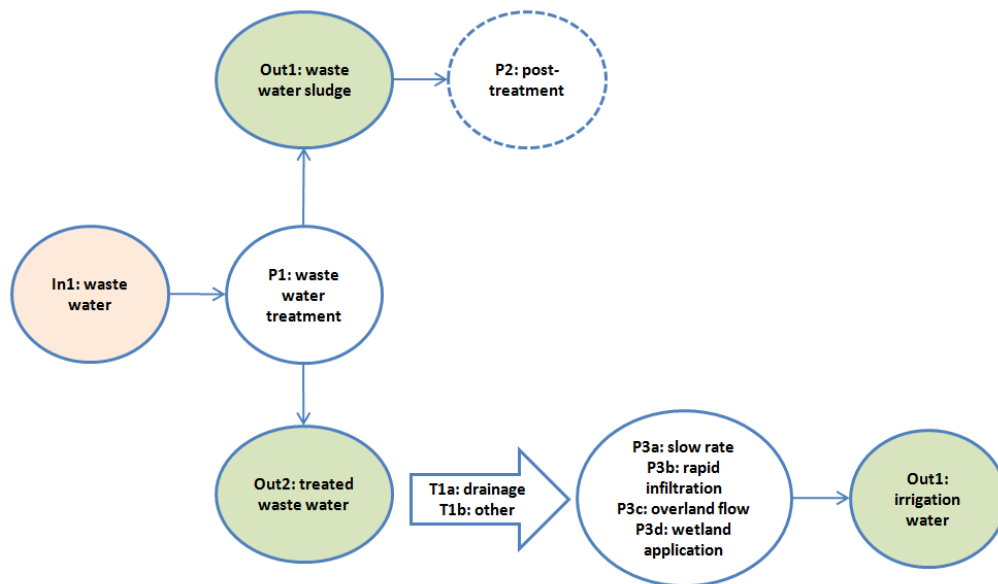 Out1: waste
water sludge
P2: post-
treatment
In1: waste
water
P1: waste
water
treatment
Out2: treated
waste water
T1a: drainage
T1b: other
P3a: slow rate
P3b: rapid
infiltration
P3c: overland flow
P3d: wetland
application
Out1:
irrigation
water